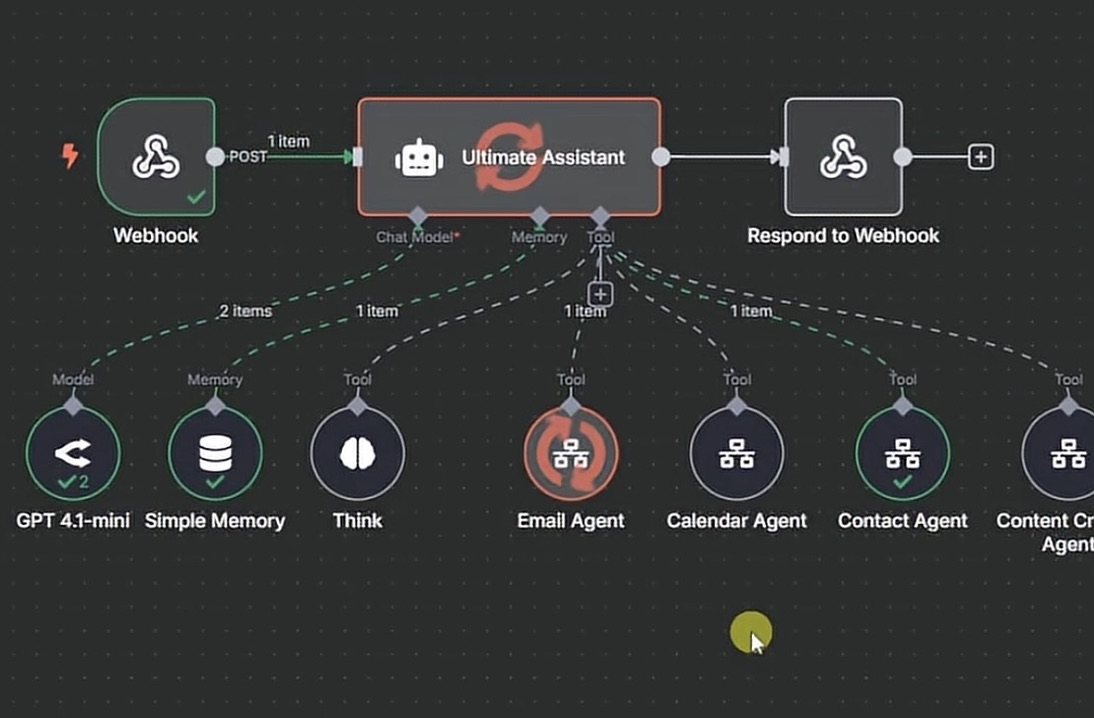 1 item
POST
Ultimate Assistant
Webhook
Chat Model*
Memory
Tool
Respond to Webhook
2 items
1 item
1 item
1 item
Model
Memory
Tool
Tool
Tool
Tool
Tool
2
GPT 4.1-mini
Simple Memory
Think
Email Agent
Calendar Agent
Contact Agent
Content Cr
Agent